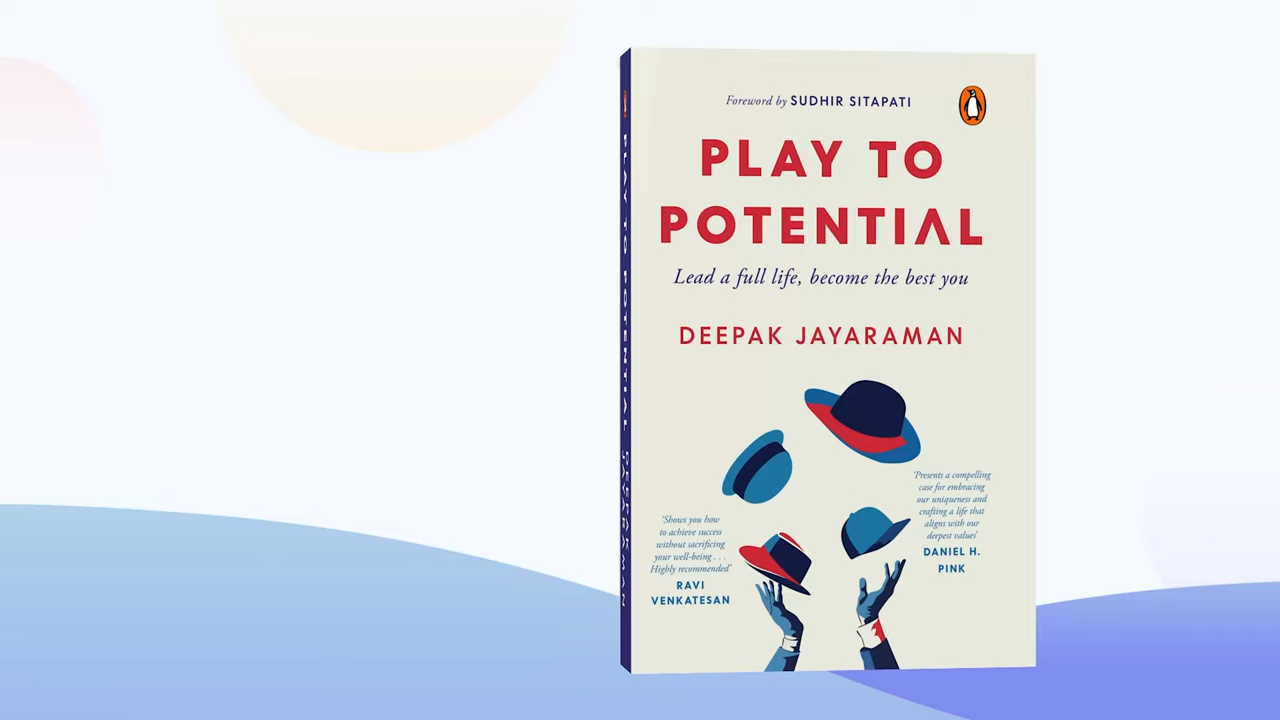 Foreword by SUDHIR SITAPATI
PLAY TO
POTENTIAL
Lead a full life, become the best you
DEEPAK JAYARAMAN
'Presents a compelling
case for embracing
our uniqueness and
crafting a life that
aligns with our
deepest values'
DANIEL H.
PINK
'Shows you how
to achieve success
without sacrificing
your well-being . . .
Highly recommended'
RAVI
VENKATESAN
PLAY TO POTENTIAL
DEEPAK
JAYARAMAN